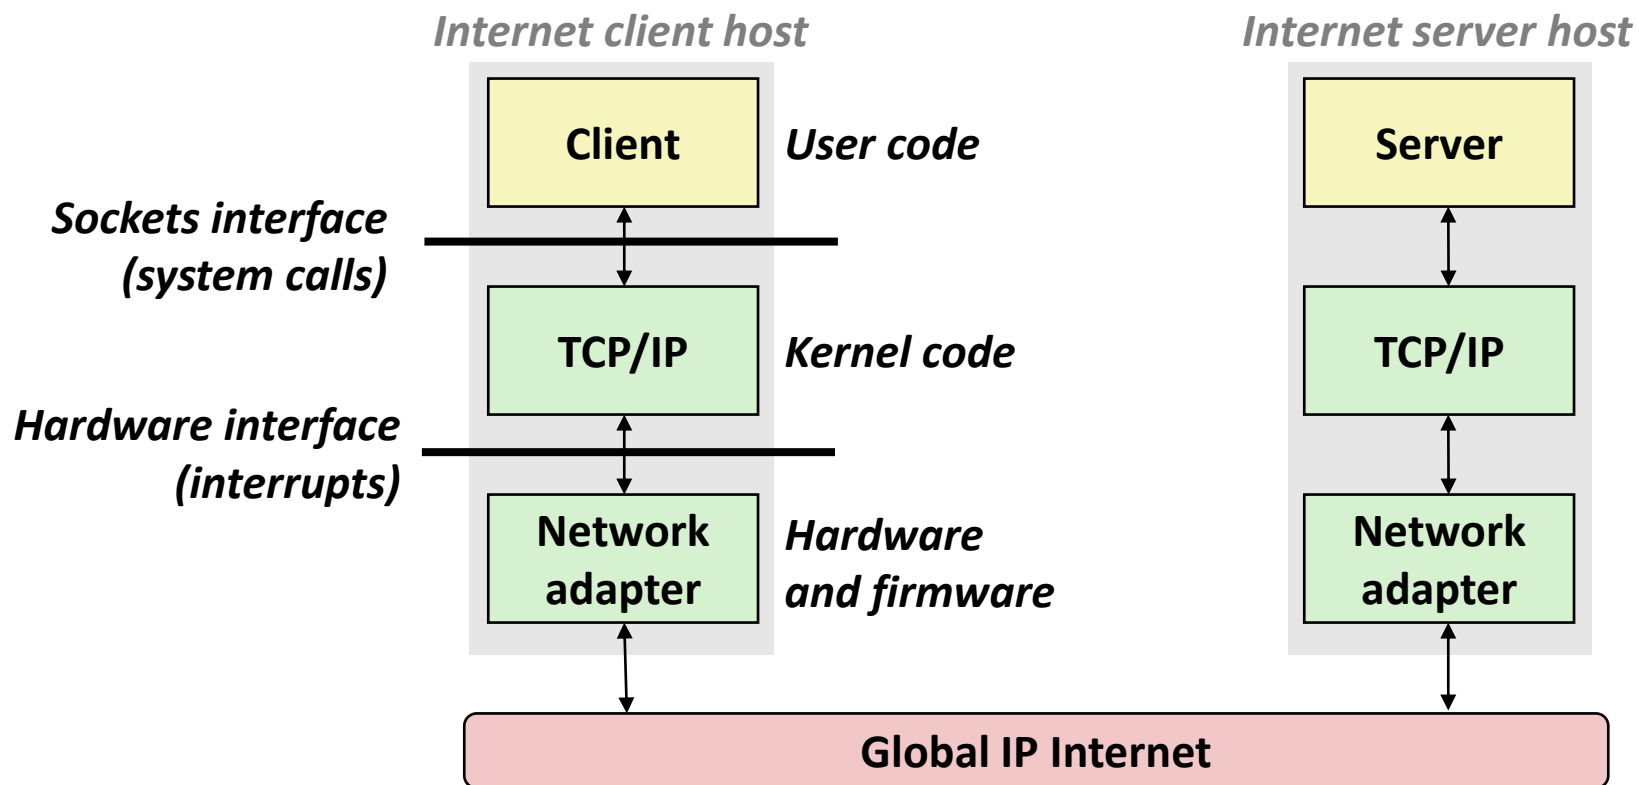 Internet client host
Internet server host
Client
User code
Server
Sockets interface
(system calls)
TCP/IP
Kernel code
TCP/IP
Hardware interface
(interrupts)
Network
adapter
Hardware
and firmware
Network
adapter
Global IP Internet